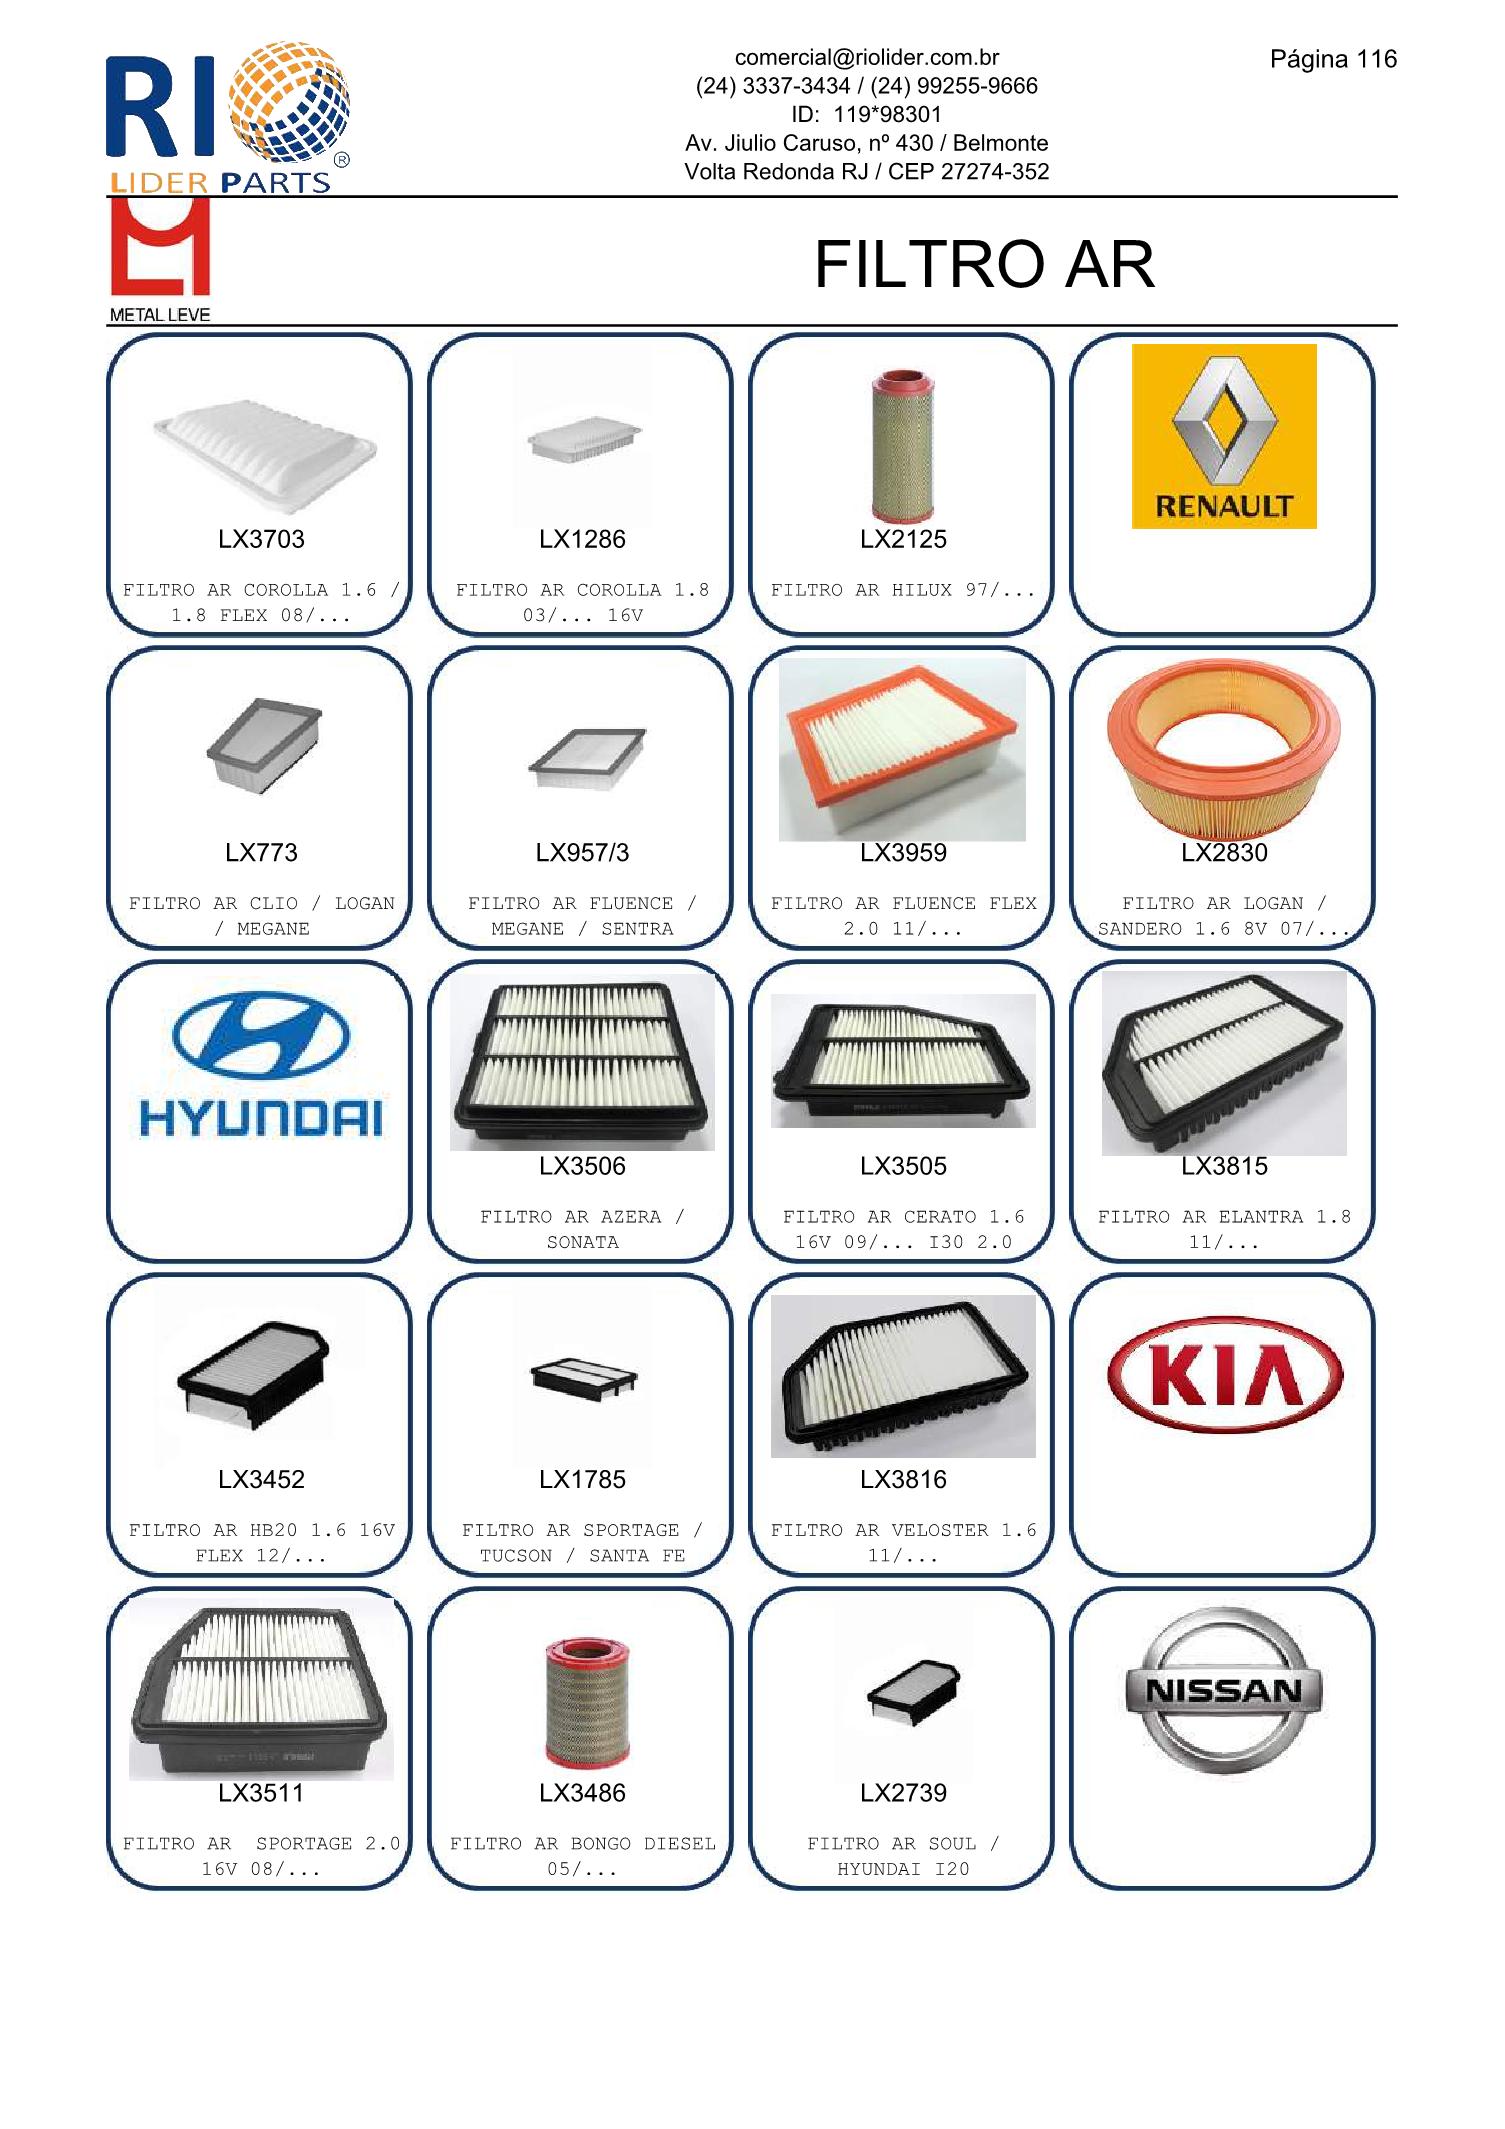 RIO
LIDER PARTS
®
comercial@riolider.com.br
(24) 3337-3434 / (24) 99255-9666
ID:  119*98301
Av. Jiulio Caruso, nº 430 / Belmonte
Volta Redonda RJ / CEP 27274-352
Página 116
METAL LEVE
FILTRO AR
LX3703
FILTRO AR COROLLA 1.6 /
1.8 FLEX 08/...
LX1286
FILTRO AR COROLLA 1.8
03/... 16V
LX2125
FILTRO AR HILUX 97/...
RENAULT
LX773
FILTRO AR CLIO / LOGAN
/ MEGANE
LX957/3
FILTRO AR FLUENCE /
MEGANE / SENTRA
LX3959
FILTRO AR FLUENCE FLEX
2.0 11/...
LX2830
FILTRO AR LOGAN /
SANDERO 1.6 8V 07/...
HYUNDAI
LX3506
FILTRO AR AZERA /
SONATA
LX3505
FILTRO AR CERATO 1.6
16V 09/... I30 2.0
LX3815
FILTRO AR ELANTRA 1.8
11/...
LX3452
FILTRO AR HB20 1.6 16V
FLEX 12/...
LX1785
FILTRO AR SPORTAGE /
TUCSON / SANTA FE
LX3816
FILTRO AR VELOSTER 1.6
11/...
KIA
LX3511
FILTRO AR  SPORTAGE 2.0
16V 08/...
LX3486
FILTRO AR BONGO DIESEL
05/...
LX2739
FILTRO AR SOUL /
HYUNDAI I20
NISSAN